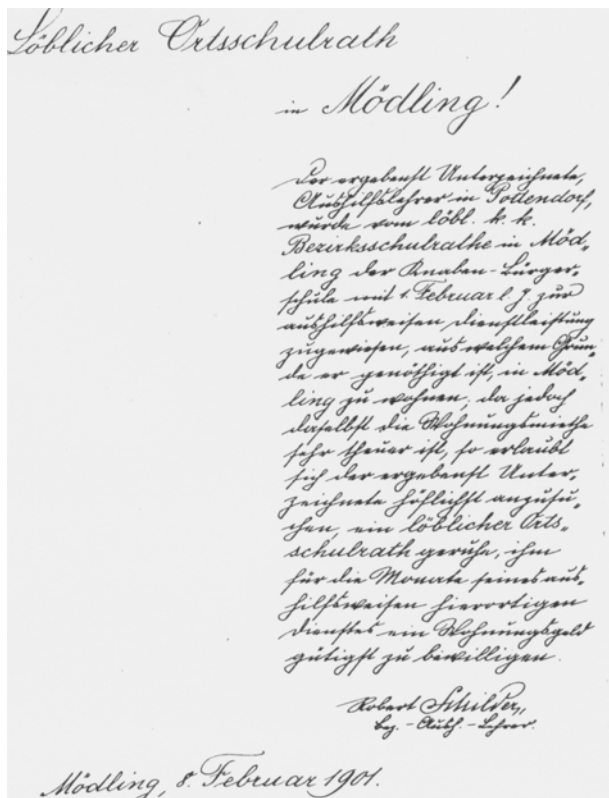 Löblicher Ortsschulrath
in Mödling!
Der ergebenst Unterzeichnete,
Aushilfslehrer in Pottendorf,
wurde vom löbl. k. k.
Bezirksschulrathe in Möd-
ling der Knaben-Bürger-
schule mit 1. Februar l. J. zur
aushilfsweisen Dienstleistung
zugewiesen, aus welchem Grun-
de er genöthigt ist, in Möd-
ling zu wohnen; da jedoch
daselbst die Wohnungsmiethe
sehr theuer ist, so erlaubt
sich der ergebenst Unter-
zeichnete höflichst anzusu-
chen, ein löblicher Orts-
schulrath geruhe, ihm
für die Monate seines aus-
hilfsweisen hierortigen
Dienstes ein Wohnungsgeld
gütigst zu bewilligen.
Robert Schilder,
Bez.-Aush.-Lehrer.
Mödling, 8. Februar 1901.